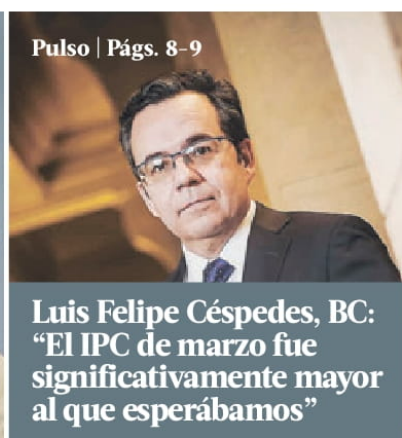 Pulso | Págs. 8-9
Luis Felipe Céspedes, BC:
“El IPC de marzo fue
significativamente mayor
al que esperábamos”